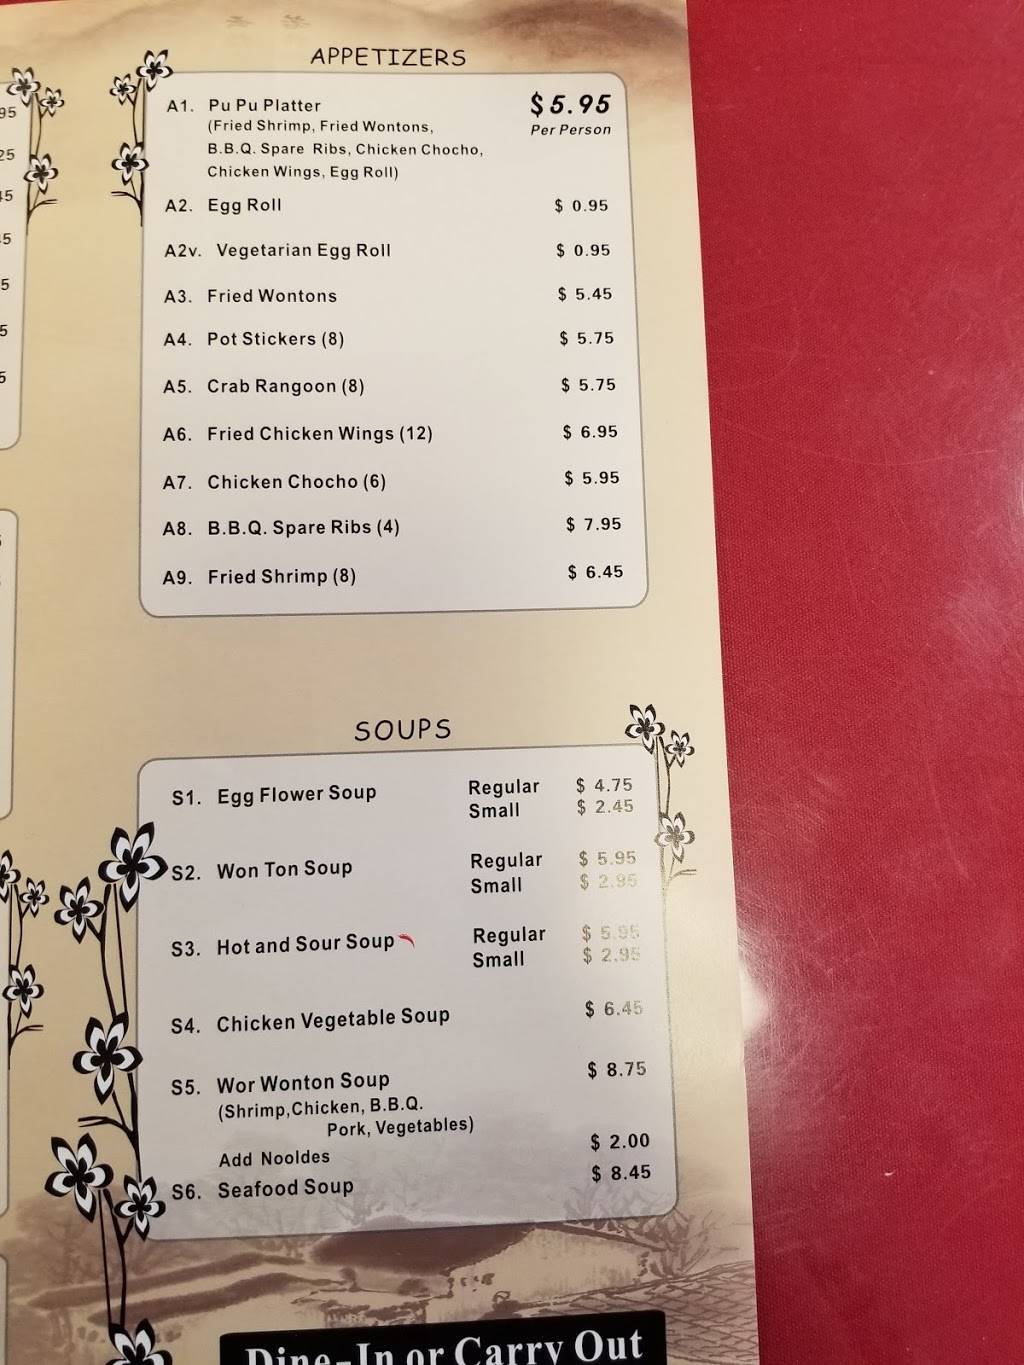 APPETIZERS
A1. Pu Pu Platter $5.95
(Fried Shrimp, Fried Wontons, Per Person
B.B.Q. Spare Ribs, Chicken Chocho,
Chicken Wings, Egg Roll)
A2. Egg Roll $ 0.95
A2v. Vegetarian Egg Roll $ 0.95
A3. Fried Wontons $ 5.45
A4. Pot Stickers (8) $ 5.75
A5. Crab Rangoon (8) $ 5.75
A6. Fried Chicken Wings (12) $ 6.95
A7. Chicken Chocho (6) $ 5.95
A8. B.B.Q. Spare Ribs (4) $ 7.95
A9. Fried Shrimp (8) $ 6.45
SOUPS
S1. Egg Flower Soup Regular $ 4.75
Small $ 2.45
S2. Won Ton Soup Regular $ 5.95
Small $ 2.95
S3. Hot and Sour Soup Regular $ 5.95
Small $ 2.95
S4. Chicken Vegetable Soup $ 6.45
S5. Wor Wonton Soup $ 8.75
(Shrimp,Chicken, B.B.Q.
Pork, Vegetables)
Add Nooldes $ 2.00
S6. Seafood Soup $ 8.45
Dine-In or Carry Out